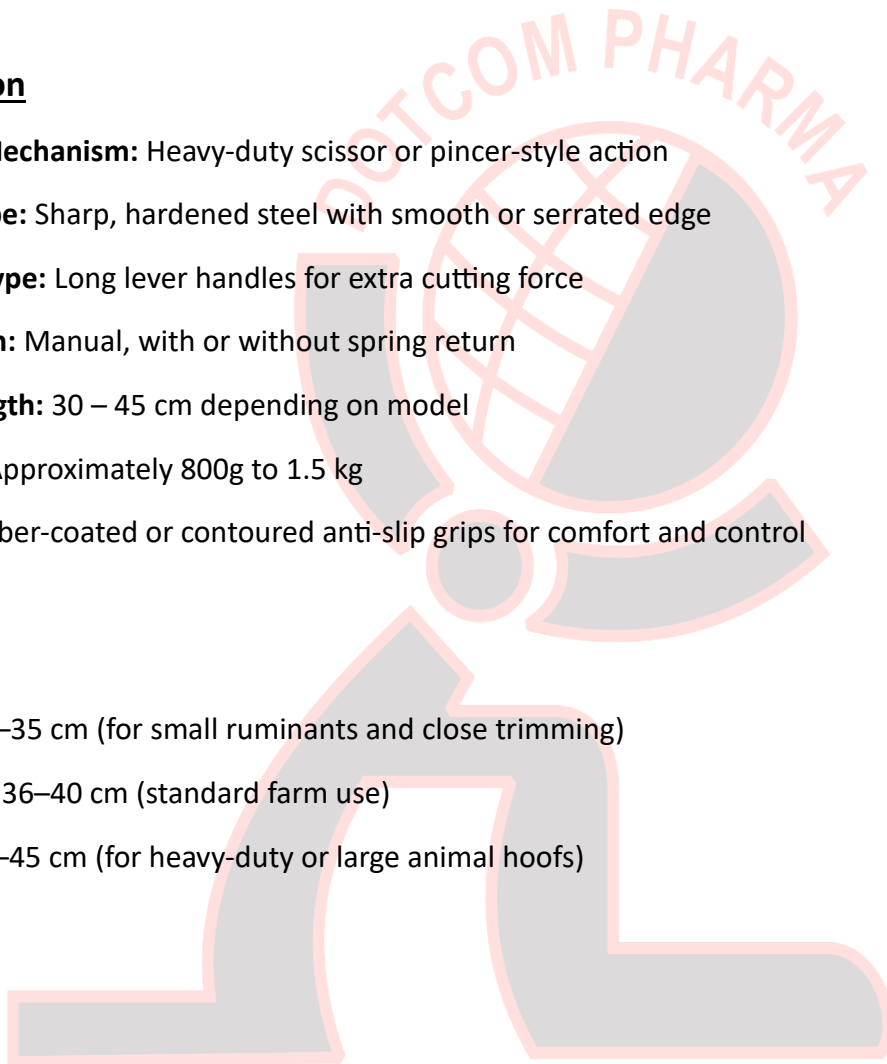 DOTCOM PHARMA
on
Mechanism: Heavy-duty scissor or pincer-style action
pe: Sharp, hardened steel with smooth or serrated edge
ype: Long lever handles for extra cutting force
n: Manual, with or without spring return
gth: 30 – 45 cm depending on model
Approximately 800g to 1.5 kg
ber-coated or contoured anti-slip grips for comfort and control
–35 cm (for small ruminants and close trimming)
36–40 cm (standard farm use)
–45 cm (for heavy-duty or large animal hoofs)